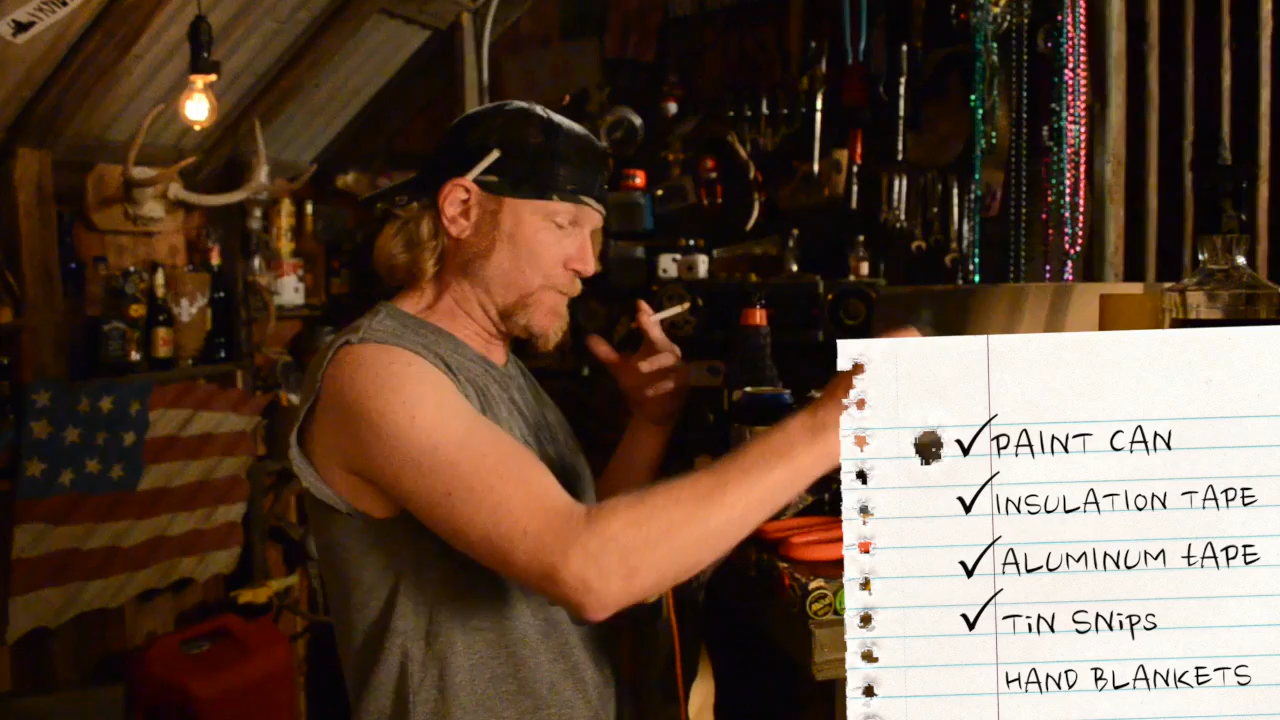 ✓ PAINT CAN
✓ INSULATION TAPE
✓ ALUMINUM tAPE
✓ TiN SNips
HAND BLANKETS